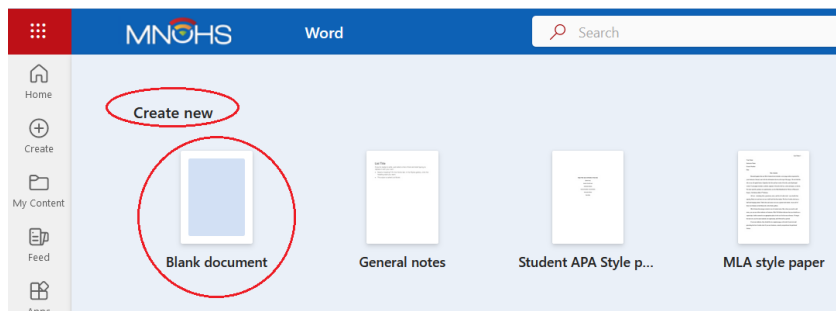 MNOHS
Word
Search
Home
Create
My Content
Feed
Apps
Create new
Blank document
General notes
Student APA Style p...
MLA style paper